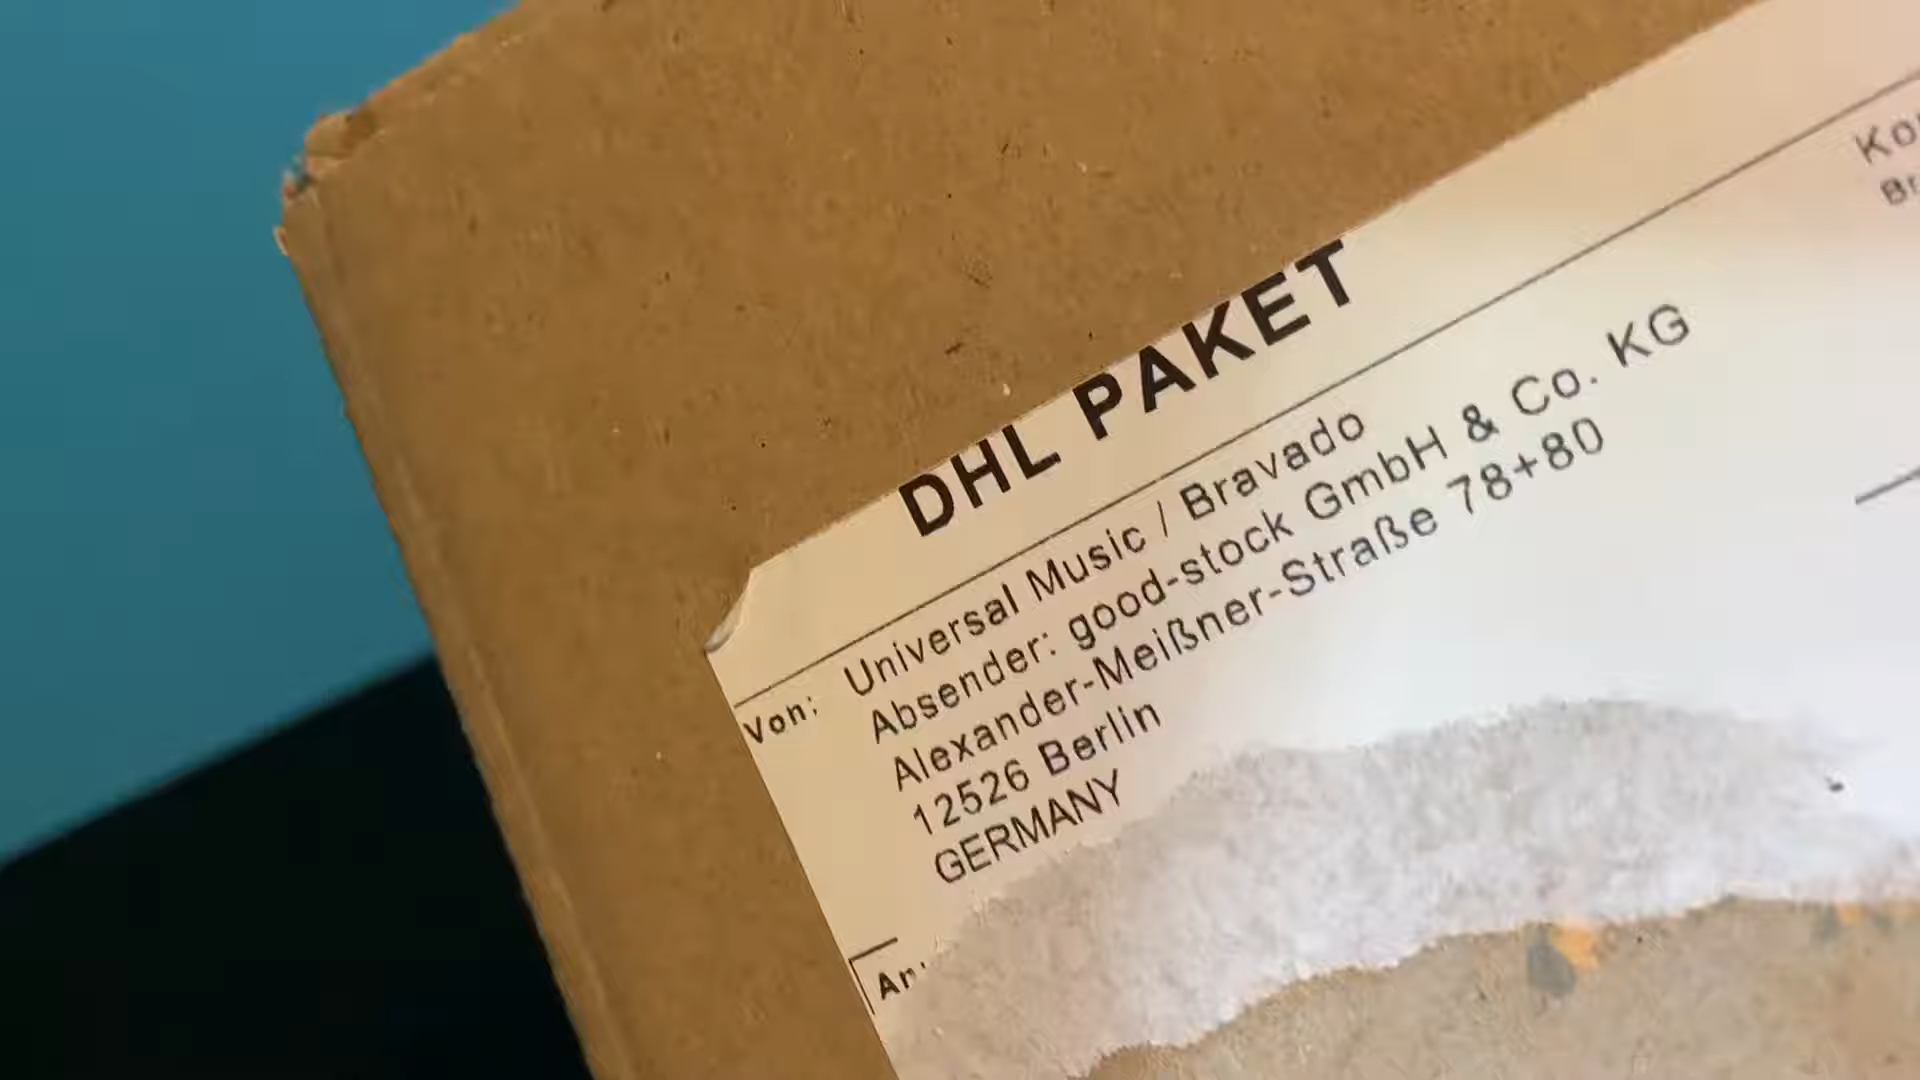 DHL PAKET
Von: Universal Music / Bravado
Absender: good-stock GmbH & Co. KG
Alexander-Meißner-Straße 78+80
12526 Berlin
GERMANY
An